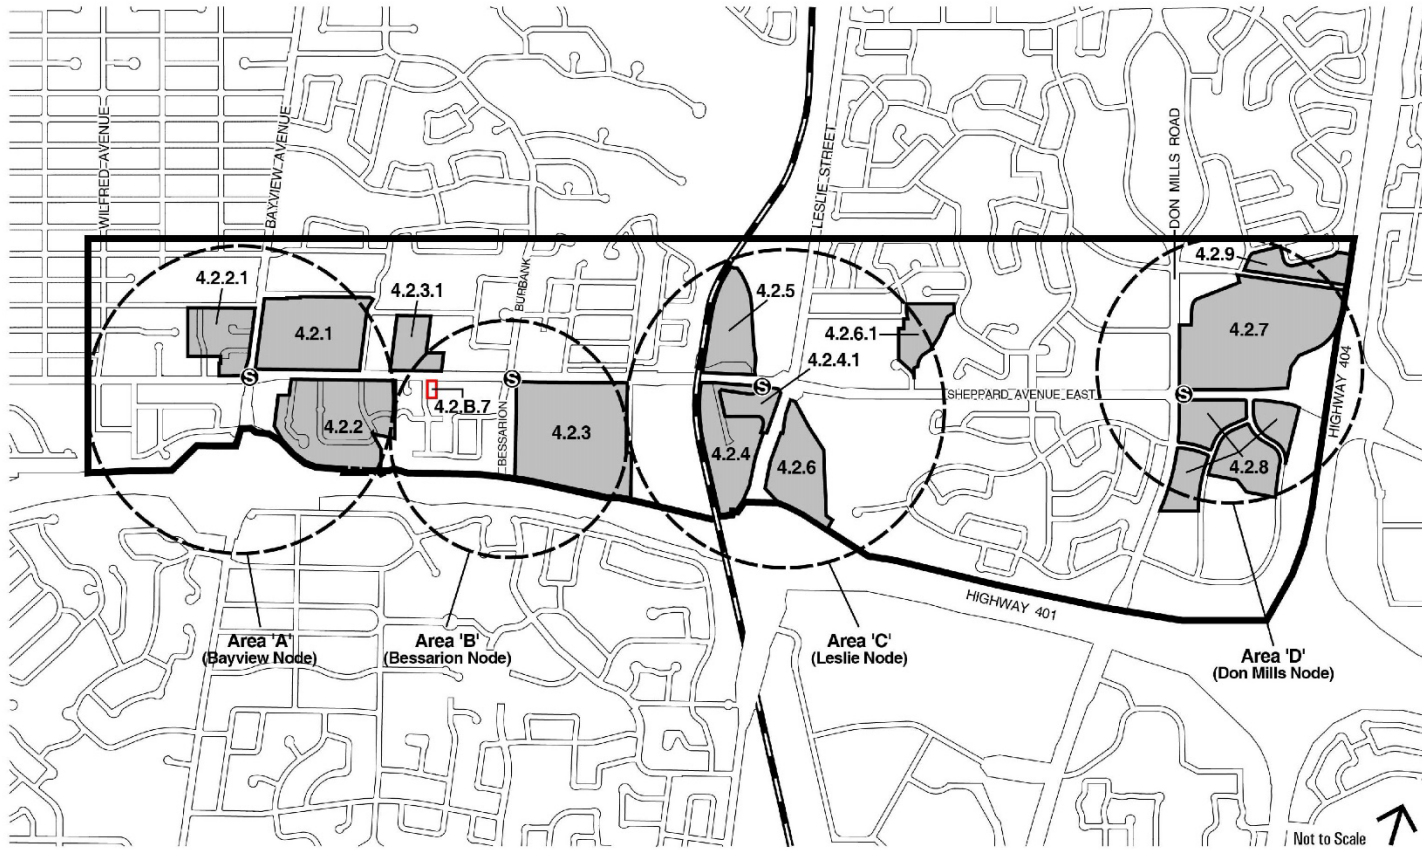 WILFRED AVENUE
BAYVIEW AVENUE
LESLIE STREET
DON MILLS ROAD
BURBANK
4.2.9
4.2.2.1
4.2.3.1
4.2.5
4.2.1
4.2.6.1
4.2.7
4.2.4.1
HIGHWAY 404
S
S
S
S
SHEPPARD AVENUE EAST
4.2.B.7
BESSARION
4.2.2
4.2.3
4.2.4
4.2.6
4.2.8
HIGHWAY 401
Area 'A'
(Bayview Node)
Area 'B'
(Bessarion Node)
Area 'C'
(Leslie Node)
Area 'D'
(Don Mills Node)
Not to Scale